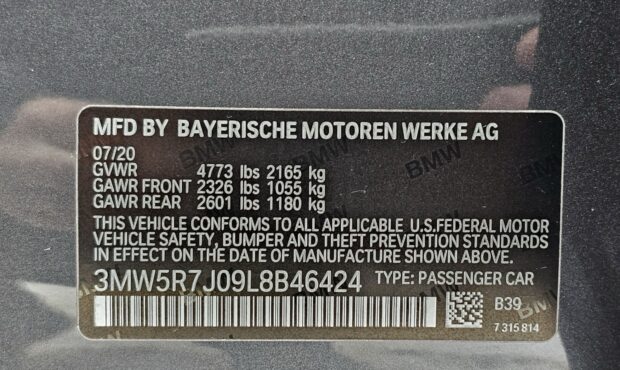 MFD BY BAYERISCHE MOTOREN WERKE AG
07/20
GVWR 4773 lbs 2165 kg
GAWR FRONT 2326 lbs 1055 kg
GAWR REAR 2601 lbs 1180 kg
THIS VEHICLE CONFORMS TO ALL APPLICABLE U.S.FEDERAL MOTOR
VEHICLE SAFETY, BUMPER AND THEFT PREVENTION STANDARDS
IN EFFECT ON THE DATE OF MANUFACTURE SHOWN ABOVE.
3MW5R7J09L8B46424 TYPE: PASSENGER CAR
B39
7 315 814